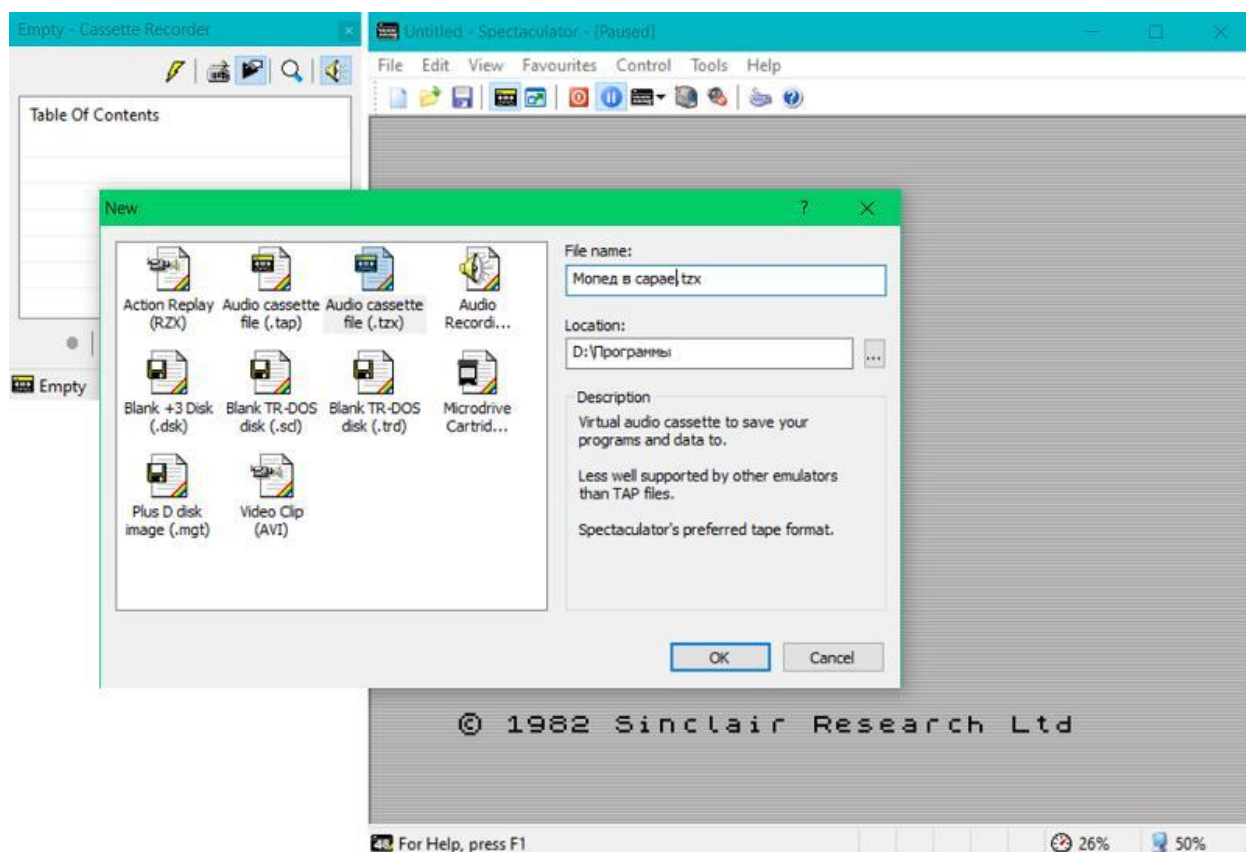 Empty - Cassette Recorder
Untitled - Spectaculator - [Paused]
File Edit View Favourites Control Tools Help
Table Of Contents
New
?
Action Replay
(RZX)
Audio cassette
file (.tap)
Audio cassette
file (.tzx)
Audio
Recordi...
Blank +3 Disk
(.dsk)
Blank TR-DOS
disk (.scl)
Blank TR-DOS
disk (.trd)
Microdrive
Cartrid...
Plus D disk
image (.mgt)
Video Clip
(AVI)
File name:
Мопед в сарае.tzx
Location:
D:\Программы
...
Description
Virtual audio cassette to save your
programs and data to.
Less well supported by other emulators
than TAP files.
Spectaculator's preferred tape format.
OK Cancel
Empty
© 1982 Sinclair Research Ltd
48 For Help, press F1
26% 50%